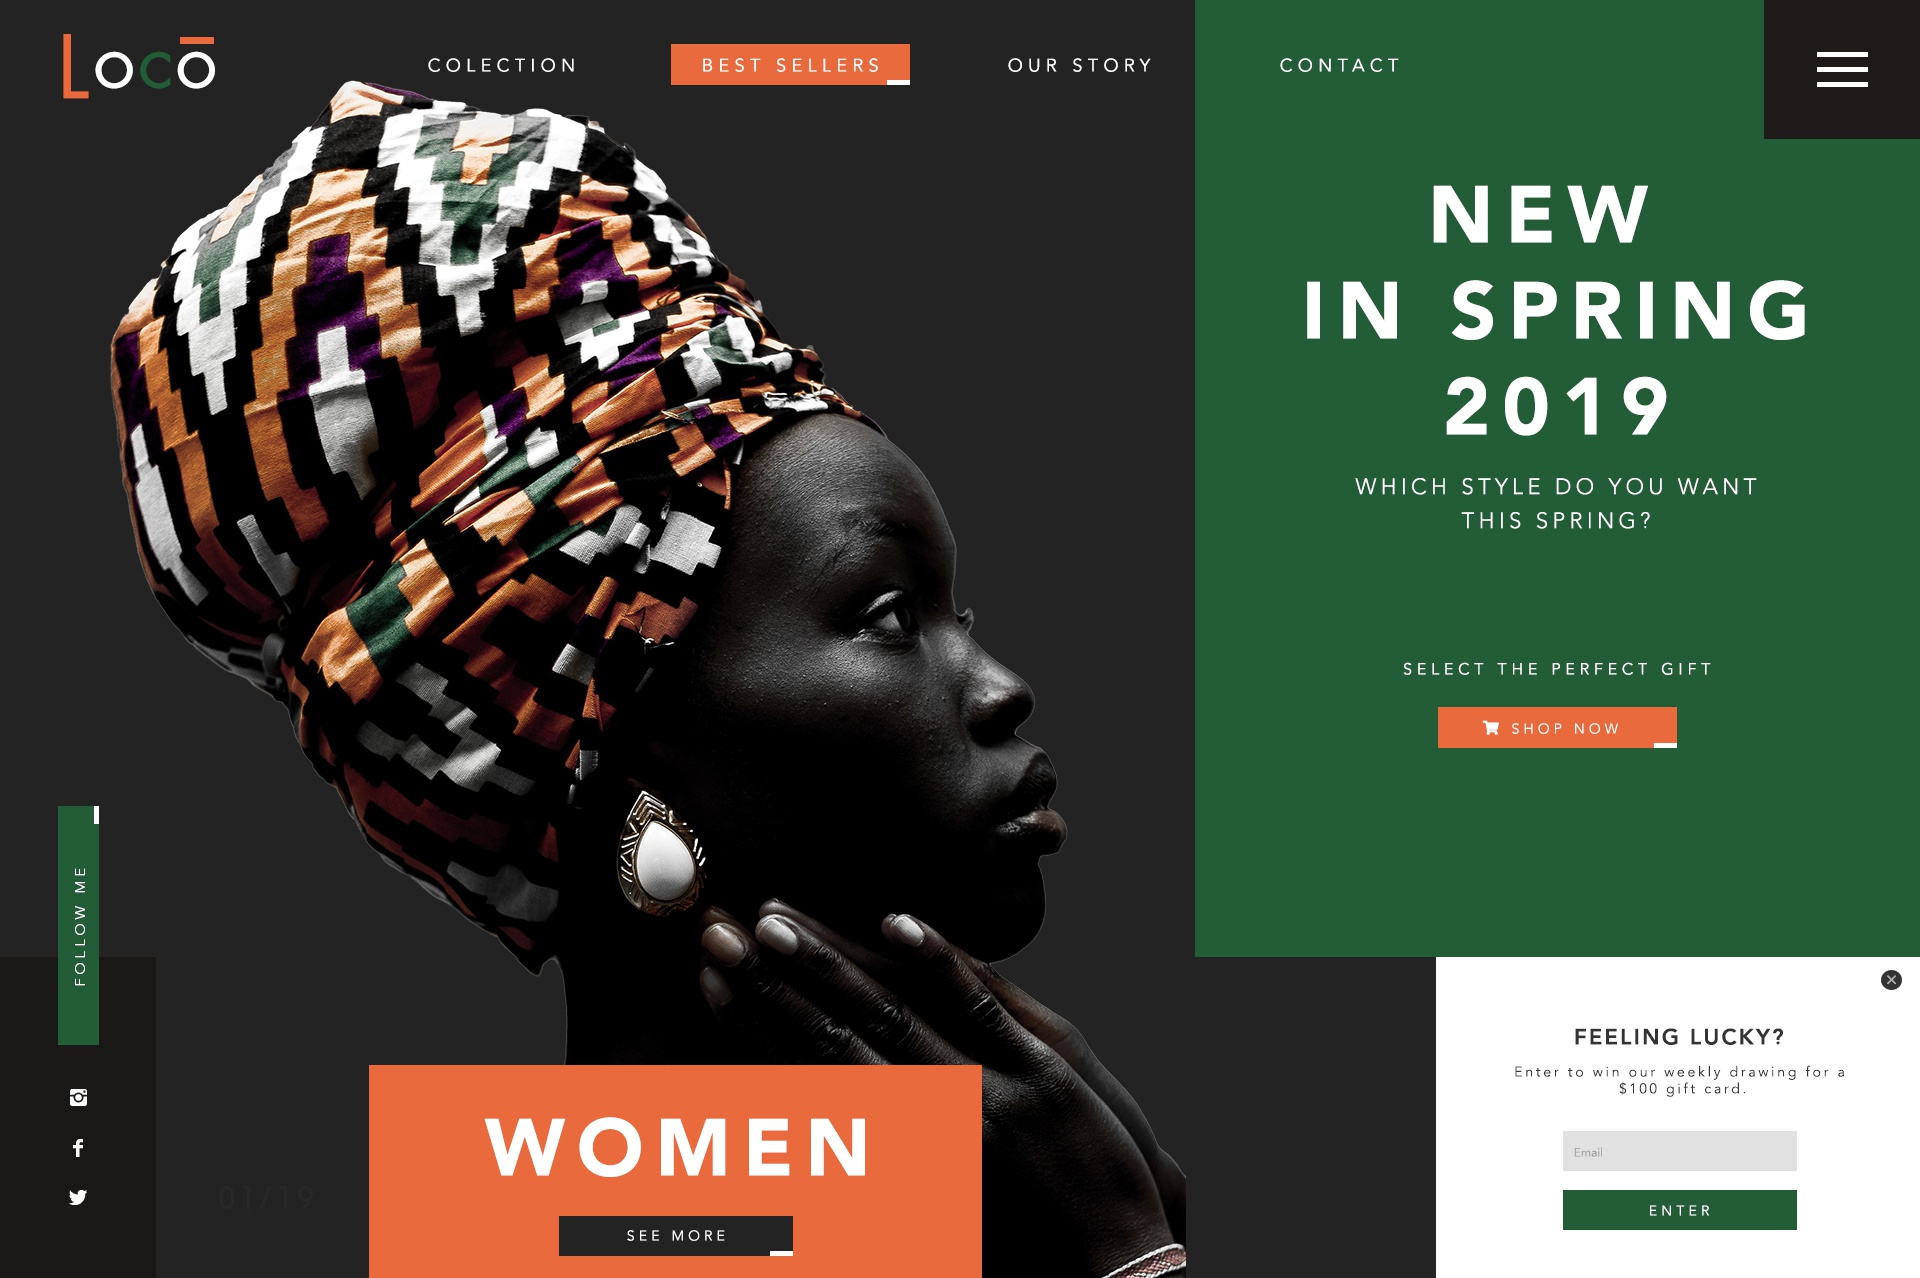 Locō
COLECTION
BEST SELLERS
OUR STORY
CONTACT
NEW
IN SPRING
2019
WHICH STYLE DO YOU WANT
THIS SPRING?
SELECT THE PERFECT GIFT
SHOP NOW
FOLLOW ME
01/19
WOMEN
SEE MORE
FEELING LUCKY?
Enter to win our weekly drawing for a
$100 gift card.
Email
ENTER